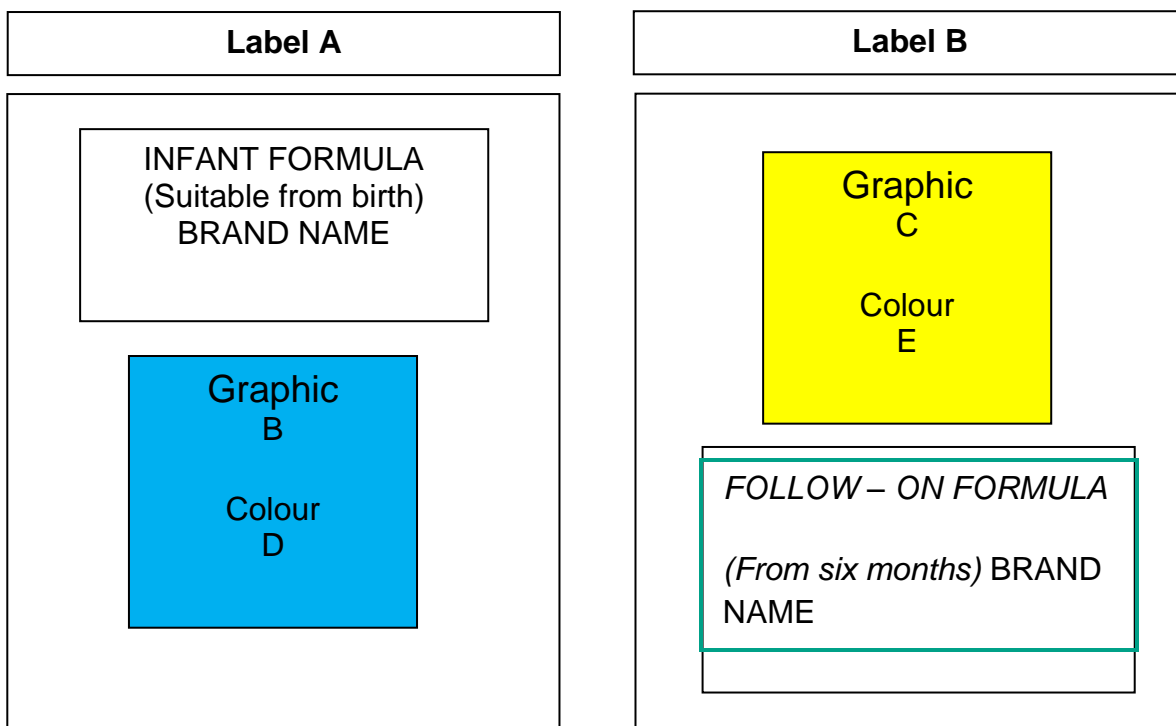 Label A
INFANT FORMULA
(Suitable from birth)
BRAND NAME
Graphic
B
Colour
D
Label B
Graphic
C
Colour
E
FOLLOW – ON FORMULA
(From six months) BRAND
NAME